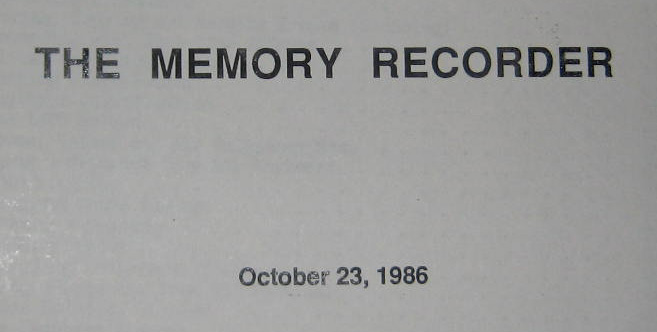 THE MEMORY RECORDER
October 23, 1986